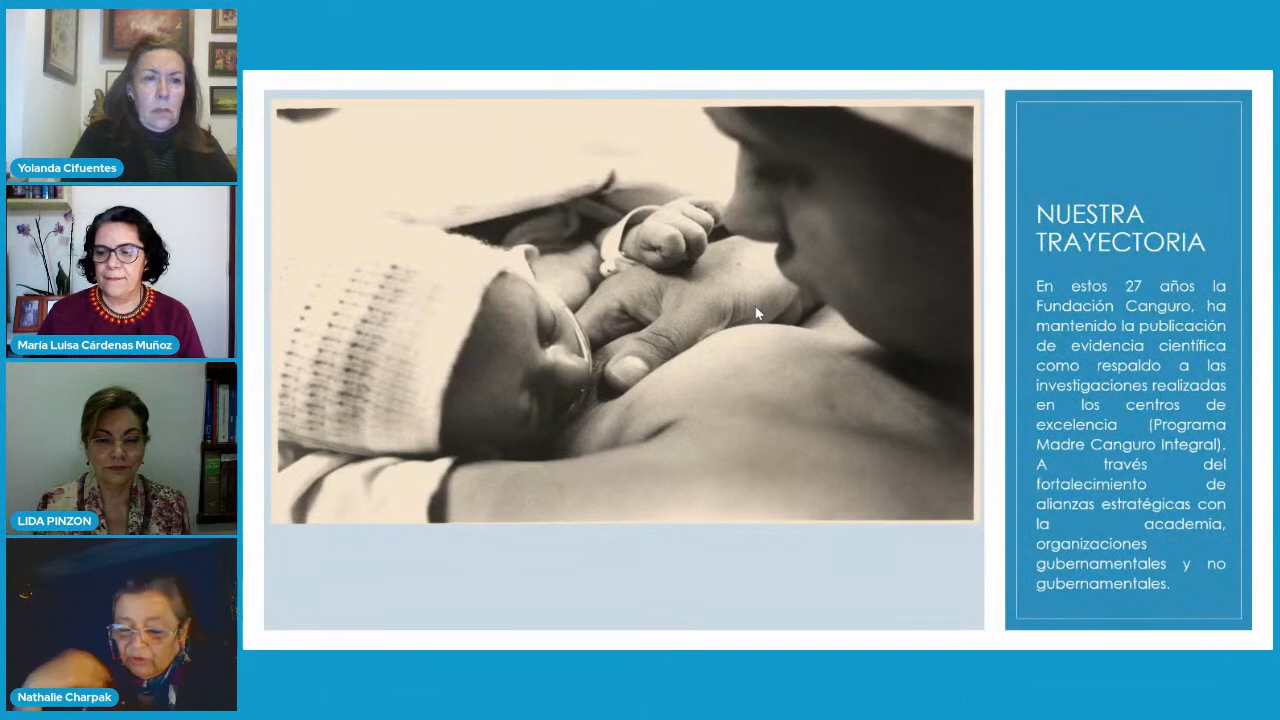 Yolanda Cifuentes
María Luisa Cárdenas Muñoz
LIDA PINZON
Nathalie Charpak
NUESTRA
TRAYECTORIA
En estos 27 años la
Fundación Canguro, ha
mantenido la publicación
de evidencia científica
como respaldo a las
investigaciones realizadas
en los centros de
excelencia (Programa
Madre Canguro Integral).
A través del
fortalecimiento de
alianzas estratégicas con
la academia,
organizaciones
gubernamentales y no
gubernamentales.